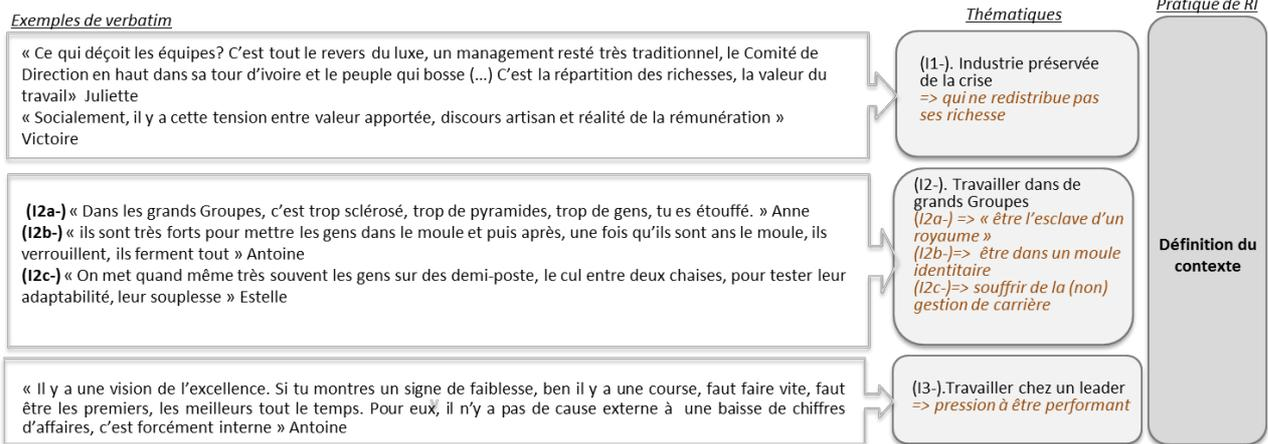 Exemples de verbatim
Thématiques
Pratique de RI
« Ce qui déçoit les équipes? C’est tout le revers du luxe, un management resté très traditionnel, le Comité de
Direction en haut dans sa tour d’ivoire et le peuple qui bosse (…) C’est la répartition des richesses, la valeur du
travail» Juliette
« Socialement, il y a cette tension entre valeur apportée, discours artisan et réalité de la rémunération »
Victoire
(I1-). Industrie préservée
de la crise
=> qui ne redistribue pas
ses richesse
(I2a-) « Dans les grands Groupes, c’est trop sclérosé, trop de pyramides, trop de gens, tu es étouffé. » Anne
(I2b-) « ils sont très forts pour mettre les gens dans le moule et puis après, une fois qu’ils sont ans le moule, ils
verrouillent, ils ferment tout » Antoine
(I2c-) « On met quand même très souvent les gens sur des demi-poste, le cul entre deux chaises, pour tester leur
adaptabilité, leur souplesse » Estelle
(I2-). Travailler dans de
grands Groupes
(I2a-) => « être l’esclave d’un
royaume »
(I2b-)=> être dans un moule
identitaire
(I2c-)=> souffrir de la (non)
gestion de carrière
« Il y a une vision de l’excellence. Si tu montres un signe de faiblesse, ben il y a une course, faut faire vite, faut
être les premiers, les meilleurs tout le temps. Pour eux, il n’y a pas de cause externe à une baisse de chiffres
d’affaires, c’est forcément interne » Antoine
(I3-).Travailler chez un leader
=> pression à être performant
Définition du
contexte